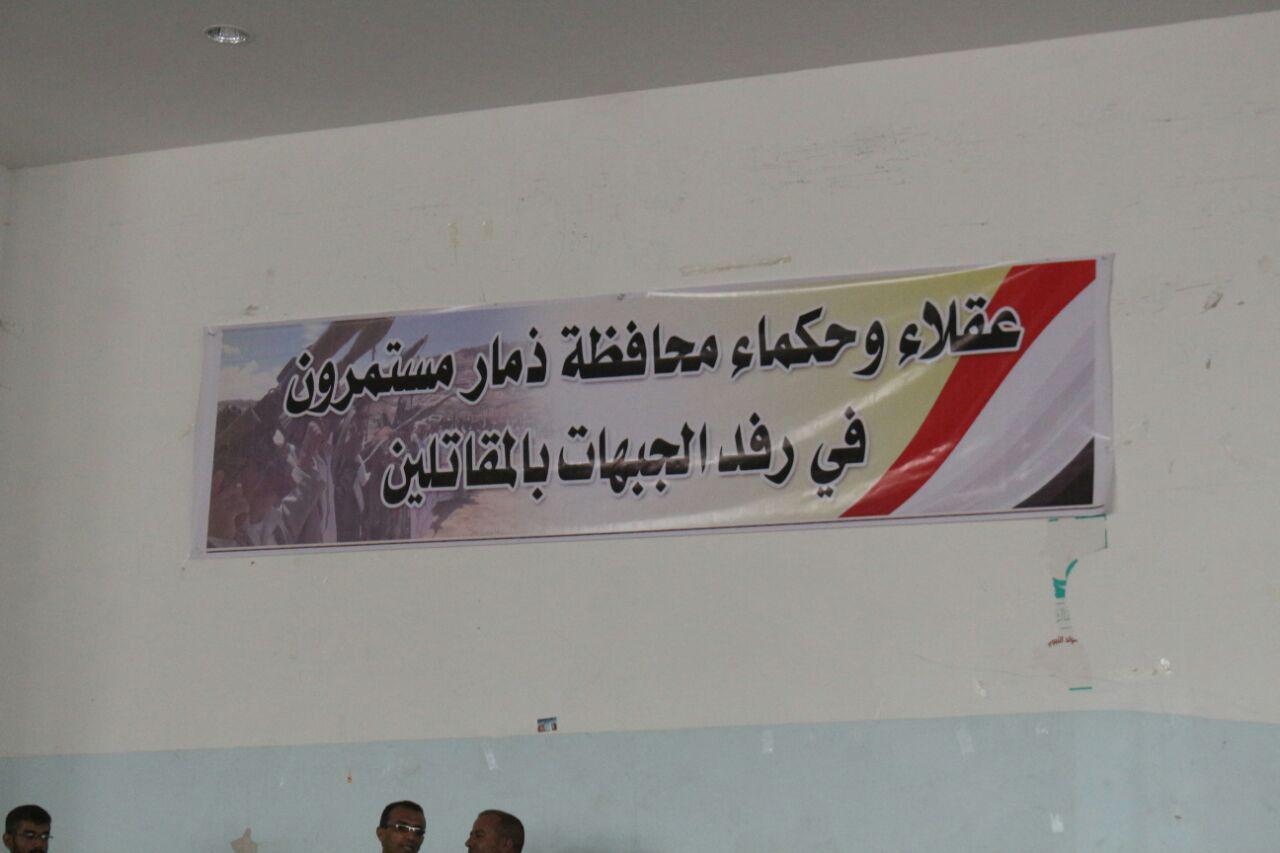 عقلاء وحكماء محافظة ذمار مستمرون
في رفد الجبهات بالمقاتلين